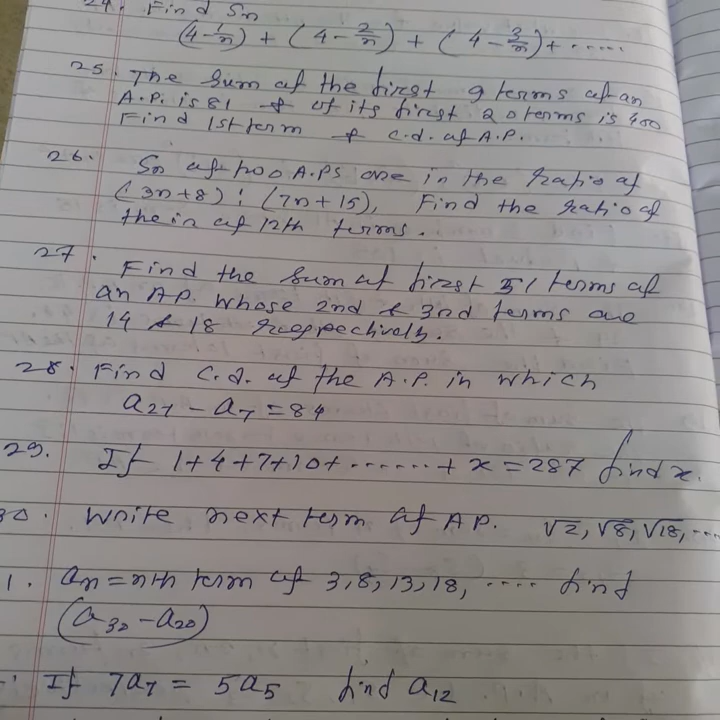 24. Find Sn
(4-1/n) + (4-2/n) + (4-3/n) + ......
25. The Sum of the first 9 terms of an
A.P. is 81 & of its first 20 terms is 400
Find 1st term & c.d. of A.P.
26. Sn of two A.Ps are in the ratio of
(3n+8) : (7n+15), Find the ratio of
their of 12th terms.
27. Find the Sum of first 51 terms of
an AP. whose 2nd & 3rd terms are
14 & 18 respectively.
28. Find c.d. of the A.P. in which
a21 - a7 = 84
29. If 1+4+7+10+.......+ x = 287 find x.
30. Write next term of AP. √2, √8, √18, ...
1. an = nth term of 3, 8, 13, 18, .... find
(a30 - a20)
If 7a7 = 5a5 find a12